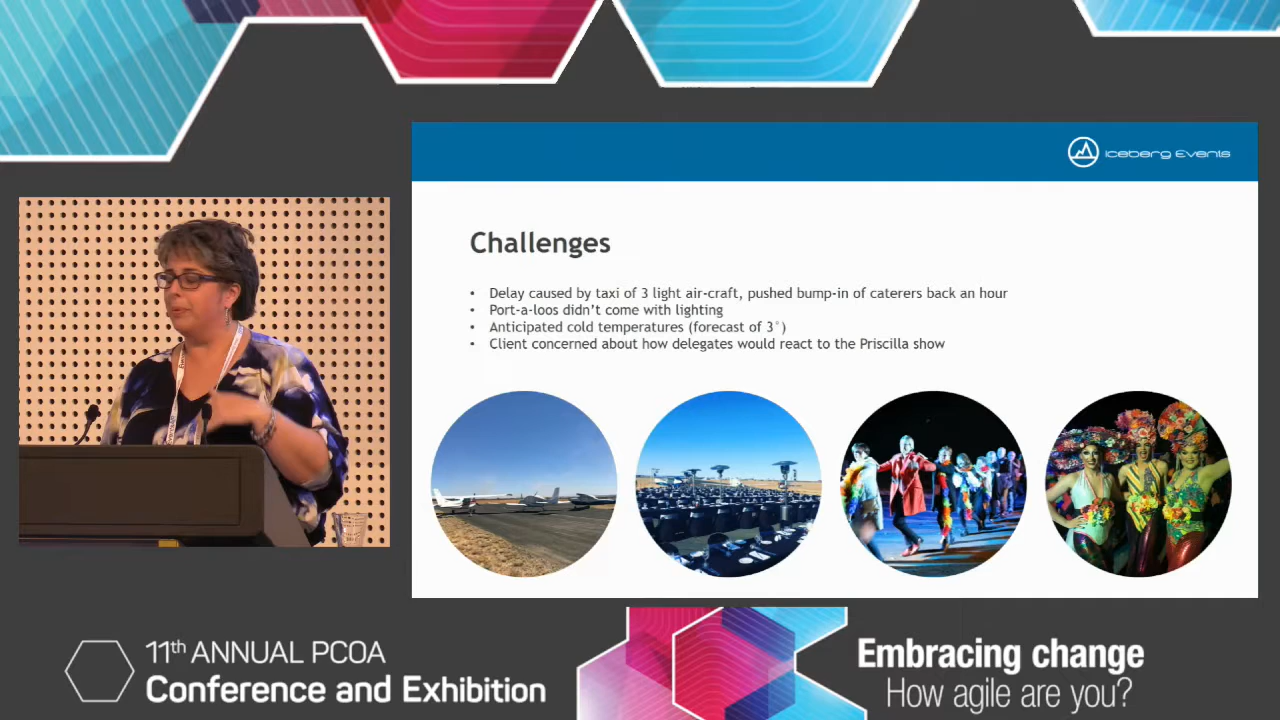 iceberg Events
Challenges
• Delay caused by taxi of 3 light air-craft, pushed bump-in of caterers back an hour
• Port-a-loos didn't come with lighting
• Anticipated cold temperatures (forecast of 3°)
• Client concerned about how delegates would react to the Priscilla show
11th ANNUAL PCOA
Conference and Exhibition
Embracing change
How agile are you?